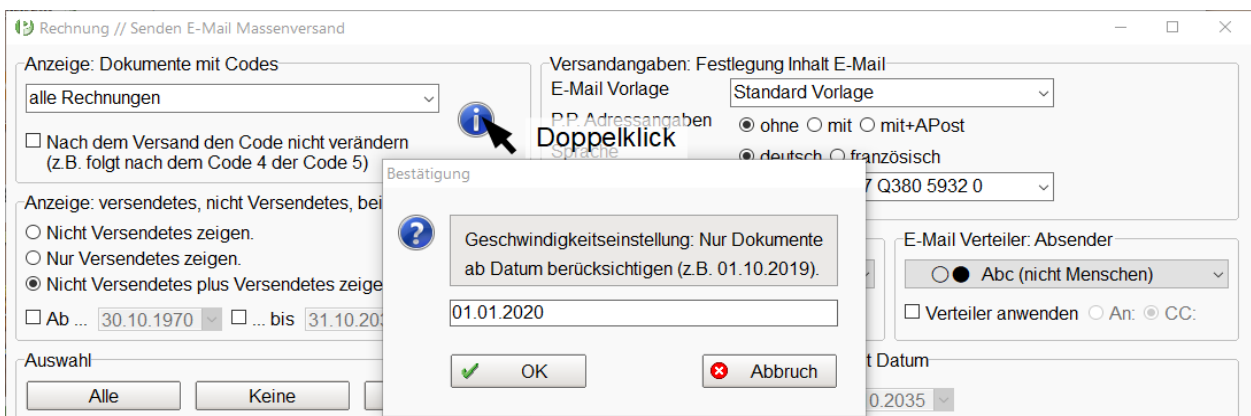 Rechnung // Senden E-Mail Massenversand
Anzeige: Dokumente mit Codes
alle Rechnungen
Nach dem Versand den Code nicht verändern
(z.B. folgt nach dem Code 4 der Code 5)
Doppelklick
Versandangaben: Festlegung Inhalt E-Mail
E-Mail Vorlage Standard Vorlage
P.P. Adressangaben ohne mit mit+APost
Sprache deutsch französisch
Q380 5932 0
Anzeige: versendetes, nicht Versendetes, bei
Nicht Versendetes zeigen.
Nur Versendetes zeigen.
Nicht Versendetes plus Versendetes zeige
Ab ... 30.10.1970 ... bis 31.10.20
Bestätigung
Geschwindigkeitseinstellung: Nur Dokumente
ab Datum berücksichtigen (z.B. 01.10.2019).
01.01.2020
OK Abbruch
E-Mail Verteiler: Absender
Abc (nicht Menschen)
Verteiler anwenden An: CC:
Auswahl
Alle Keine
t Datum
0.2035